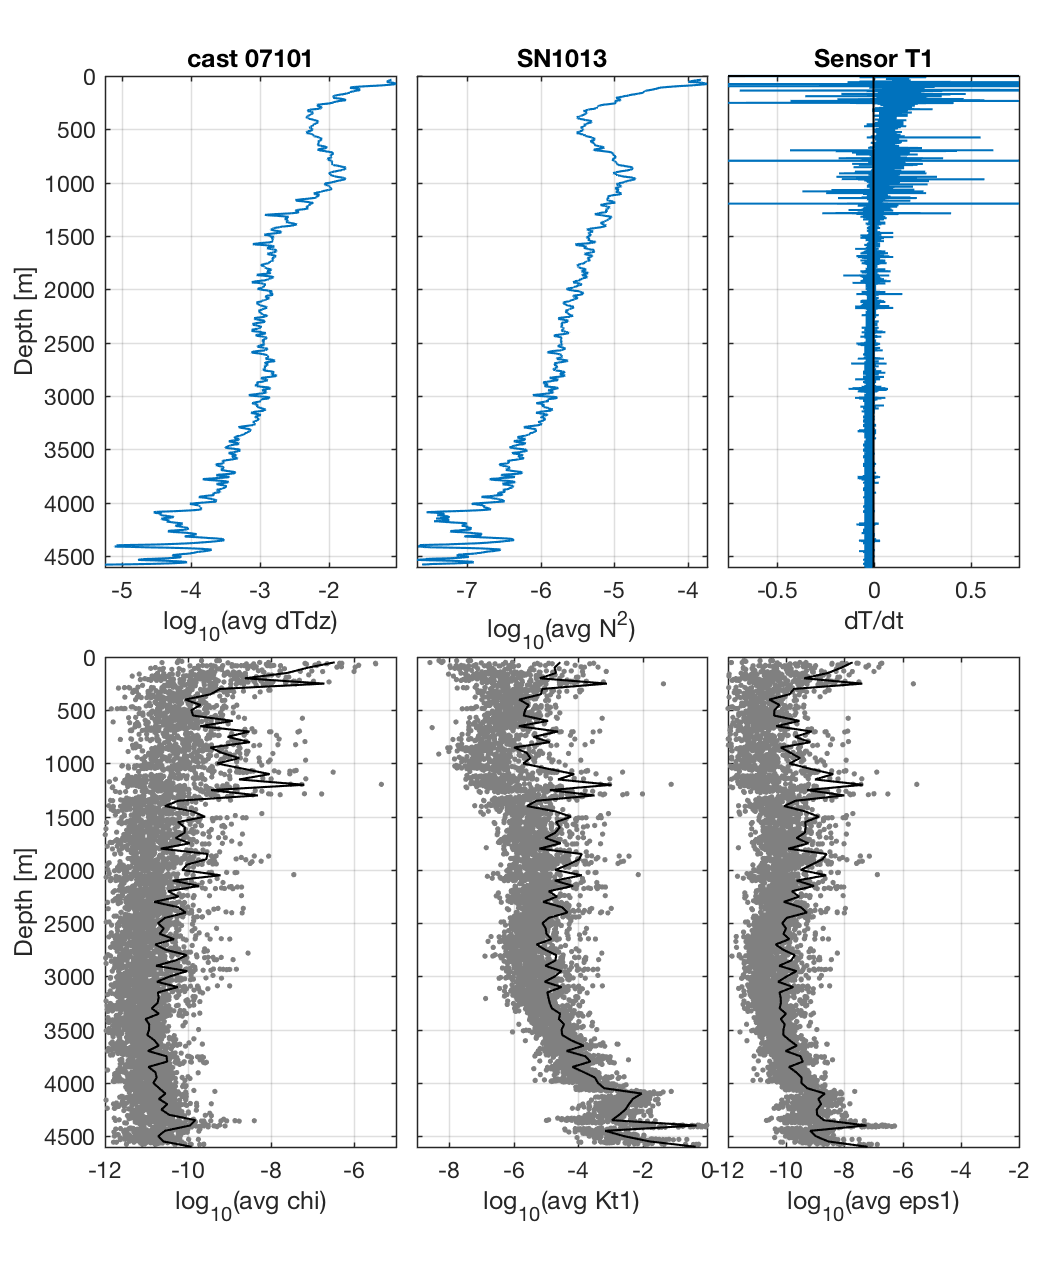 cast 07101 SN1013 Sensor T1
0
500
1000
1500
2000
2500
3000
3500
4000
4500
Depth [m]
-5 -4 -3 -2 -7 -6 -5 -4 -0.5 0 0.5
log10(avg dTdz) log10(avg N2) dT/dt
0
500
1000
1500
2000
2500
3000
3500
4000
4500
Depth [m]
-12 -10 -8 -6 -8 -6 -4 -2 0 -12 -10 -8 -6 -4 -2
log10(avg chi) log10(avg Kt1) log10(avg eps1)